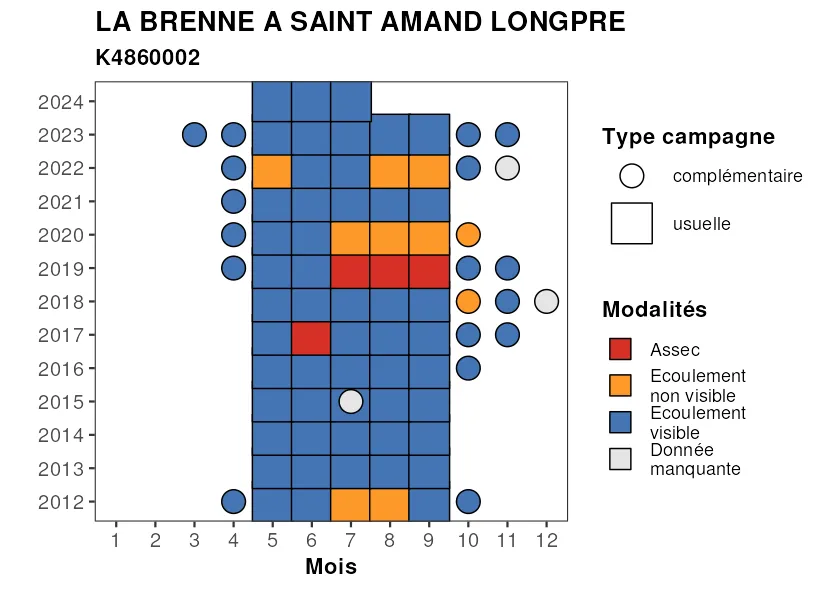 LA BRENNE A SAINT AMAND LONGPRE
K4860002
2024
2023
2022
2021
2020
2019
2018
2017
2016
2015
2014
2013
2012
1 2 3 4 5 6 7 8 9 10 11 12
Mois
Type campagne
complémentaire
usuelle
Modalités
Assec
Ecoulement
non visible
Ecoulement
visible
Donnée
manquante